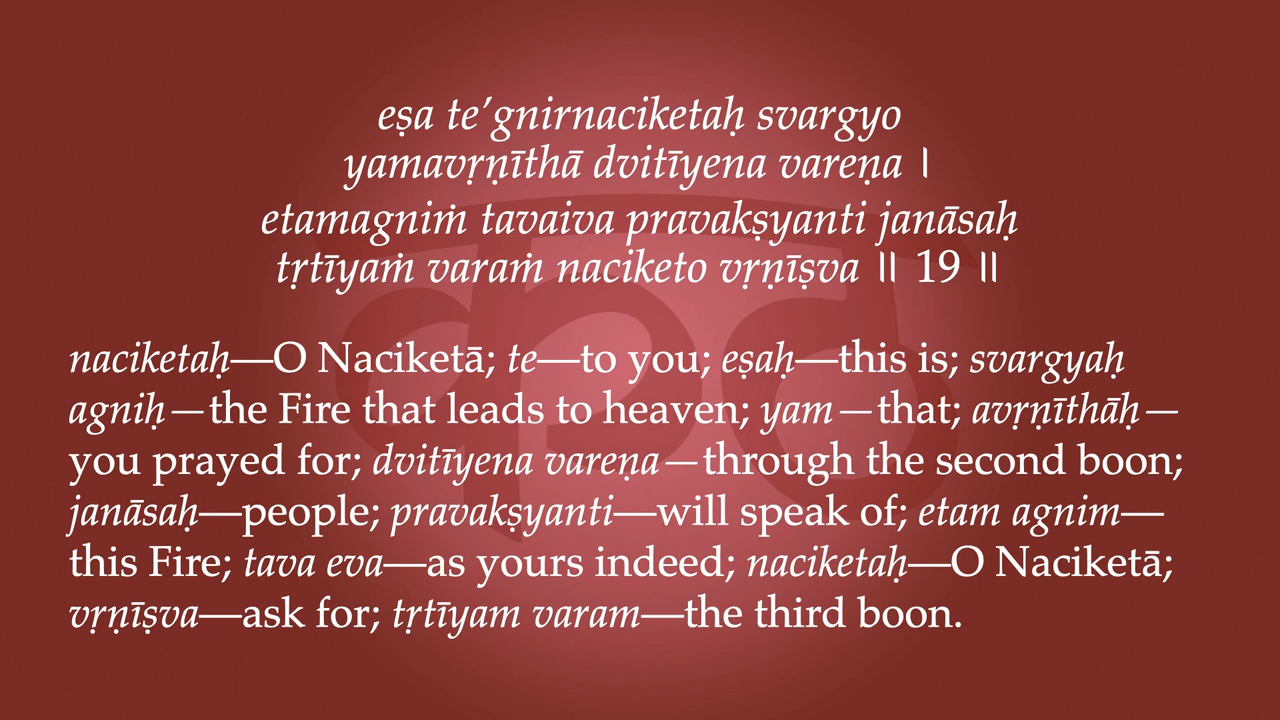 eṣa te’gnirnaciketaḥ svargyo
yamavṛṇīthā dvitīyena vareṇa ।
etamagniṁ tavaiva pravakṣyanti janāsaḥ
tṛtīyaṁ varaṁ naciketo vṛṇīṣva ॥ 19 ॥
naciketaḥ—O Naciketā; te—to you; eṣaḥ—this is; svargyaḥ
agniḥ—the Fire that leads to heaven; yam—that; avṛṇīthāḥ—
you prayed for; dvitīyena vareṇa—through the second boon;
janāsaḥ—people; pravakṣyanti—will speak of; etam agnim—
this Fire; tava eva—as yours indeed; naciketaḥ—O Naciketā;
vṛṇīṣva—ask for; tṛtīyam varam—the third boon.